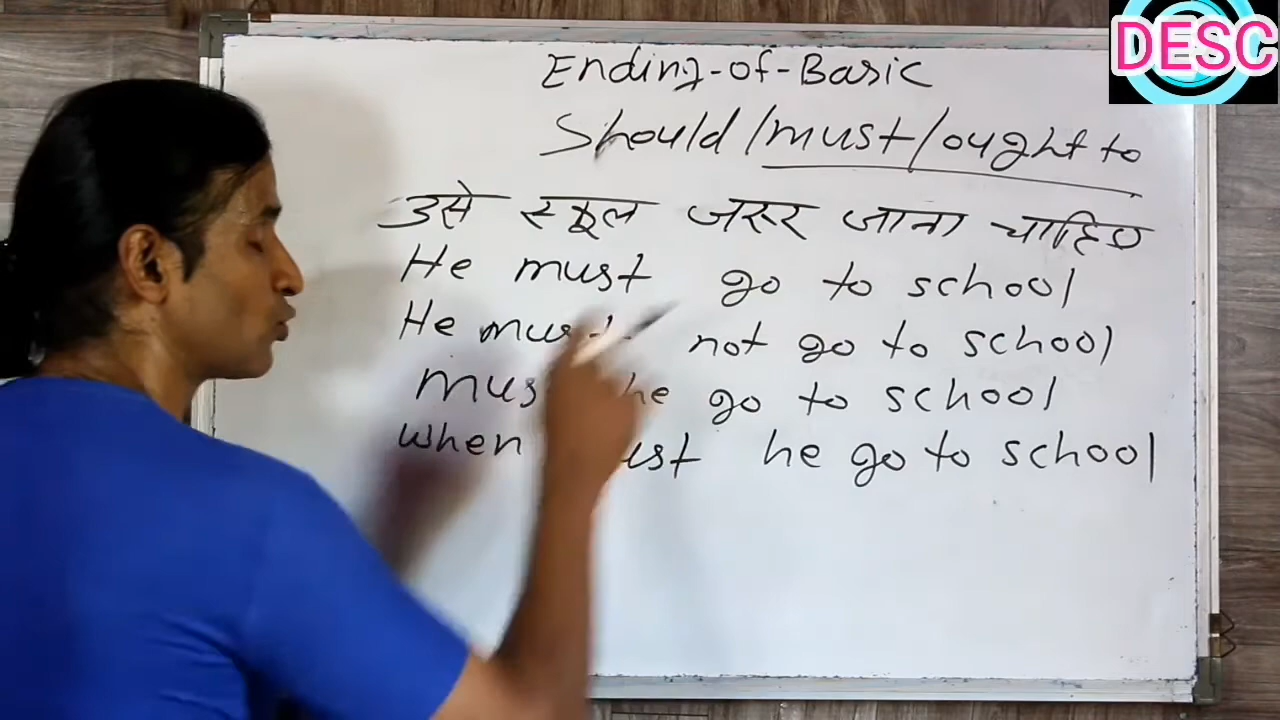 DESC
Ending-of-Basic
Should/must/ought to
उसे स्कूल जरूर जाना चाहिए
He must go to school
He must not go to school
must he go to school
when must he go to school